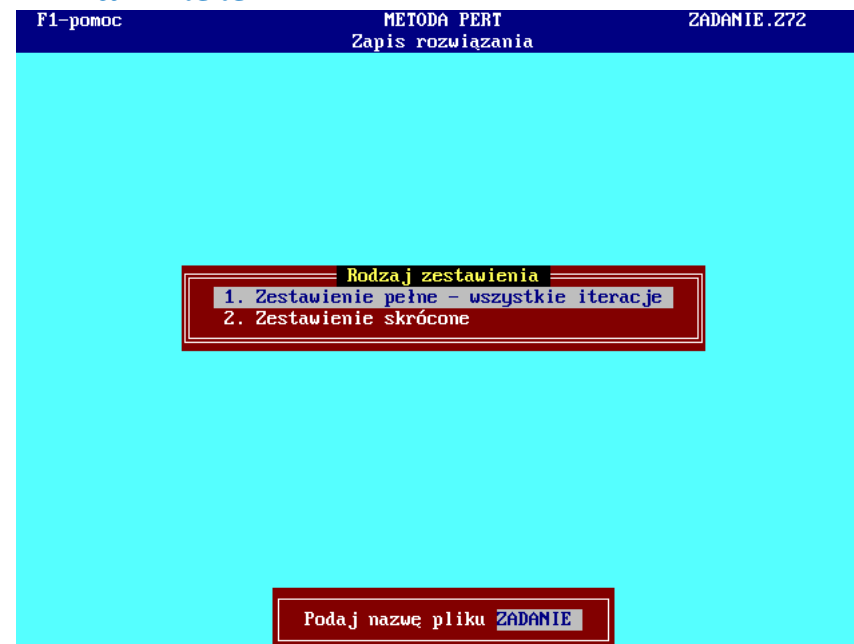 F1-pomoc METODA PERT ZADANIE.Z72
Zapis rozwiązania
Rodzaj zestawienia
1. Zestawienie pełne - wszystkie iteracje
2. Zestawienie skrócone
Podaj nazwę pliku ZADANIE